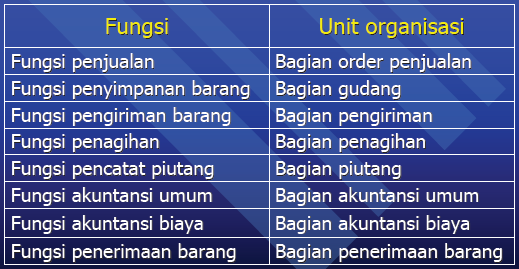 Fungsi Unit organisasi
Fungsi penjualan Bagian order penjualan
Fungsi penyimpanan barang Bagian gudang
Fungsi pengiriman barang Bagian pengiriman
Fungsi penagihan Bagian penagihan
Fungsi pencatat piutang Bagian piutang
Fungsi akuntansi umum Bagian akuntansi umum
Fungsi akuntansi biaya Bagian akuntansi biaya
Fungsi penerimaan barang Bagian penerimaan barang